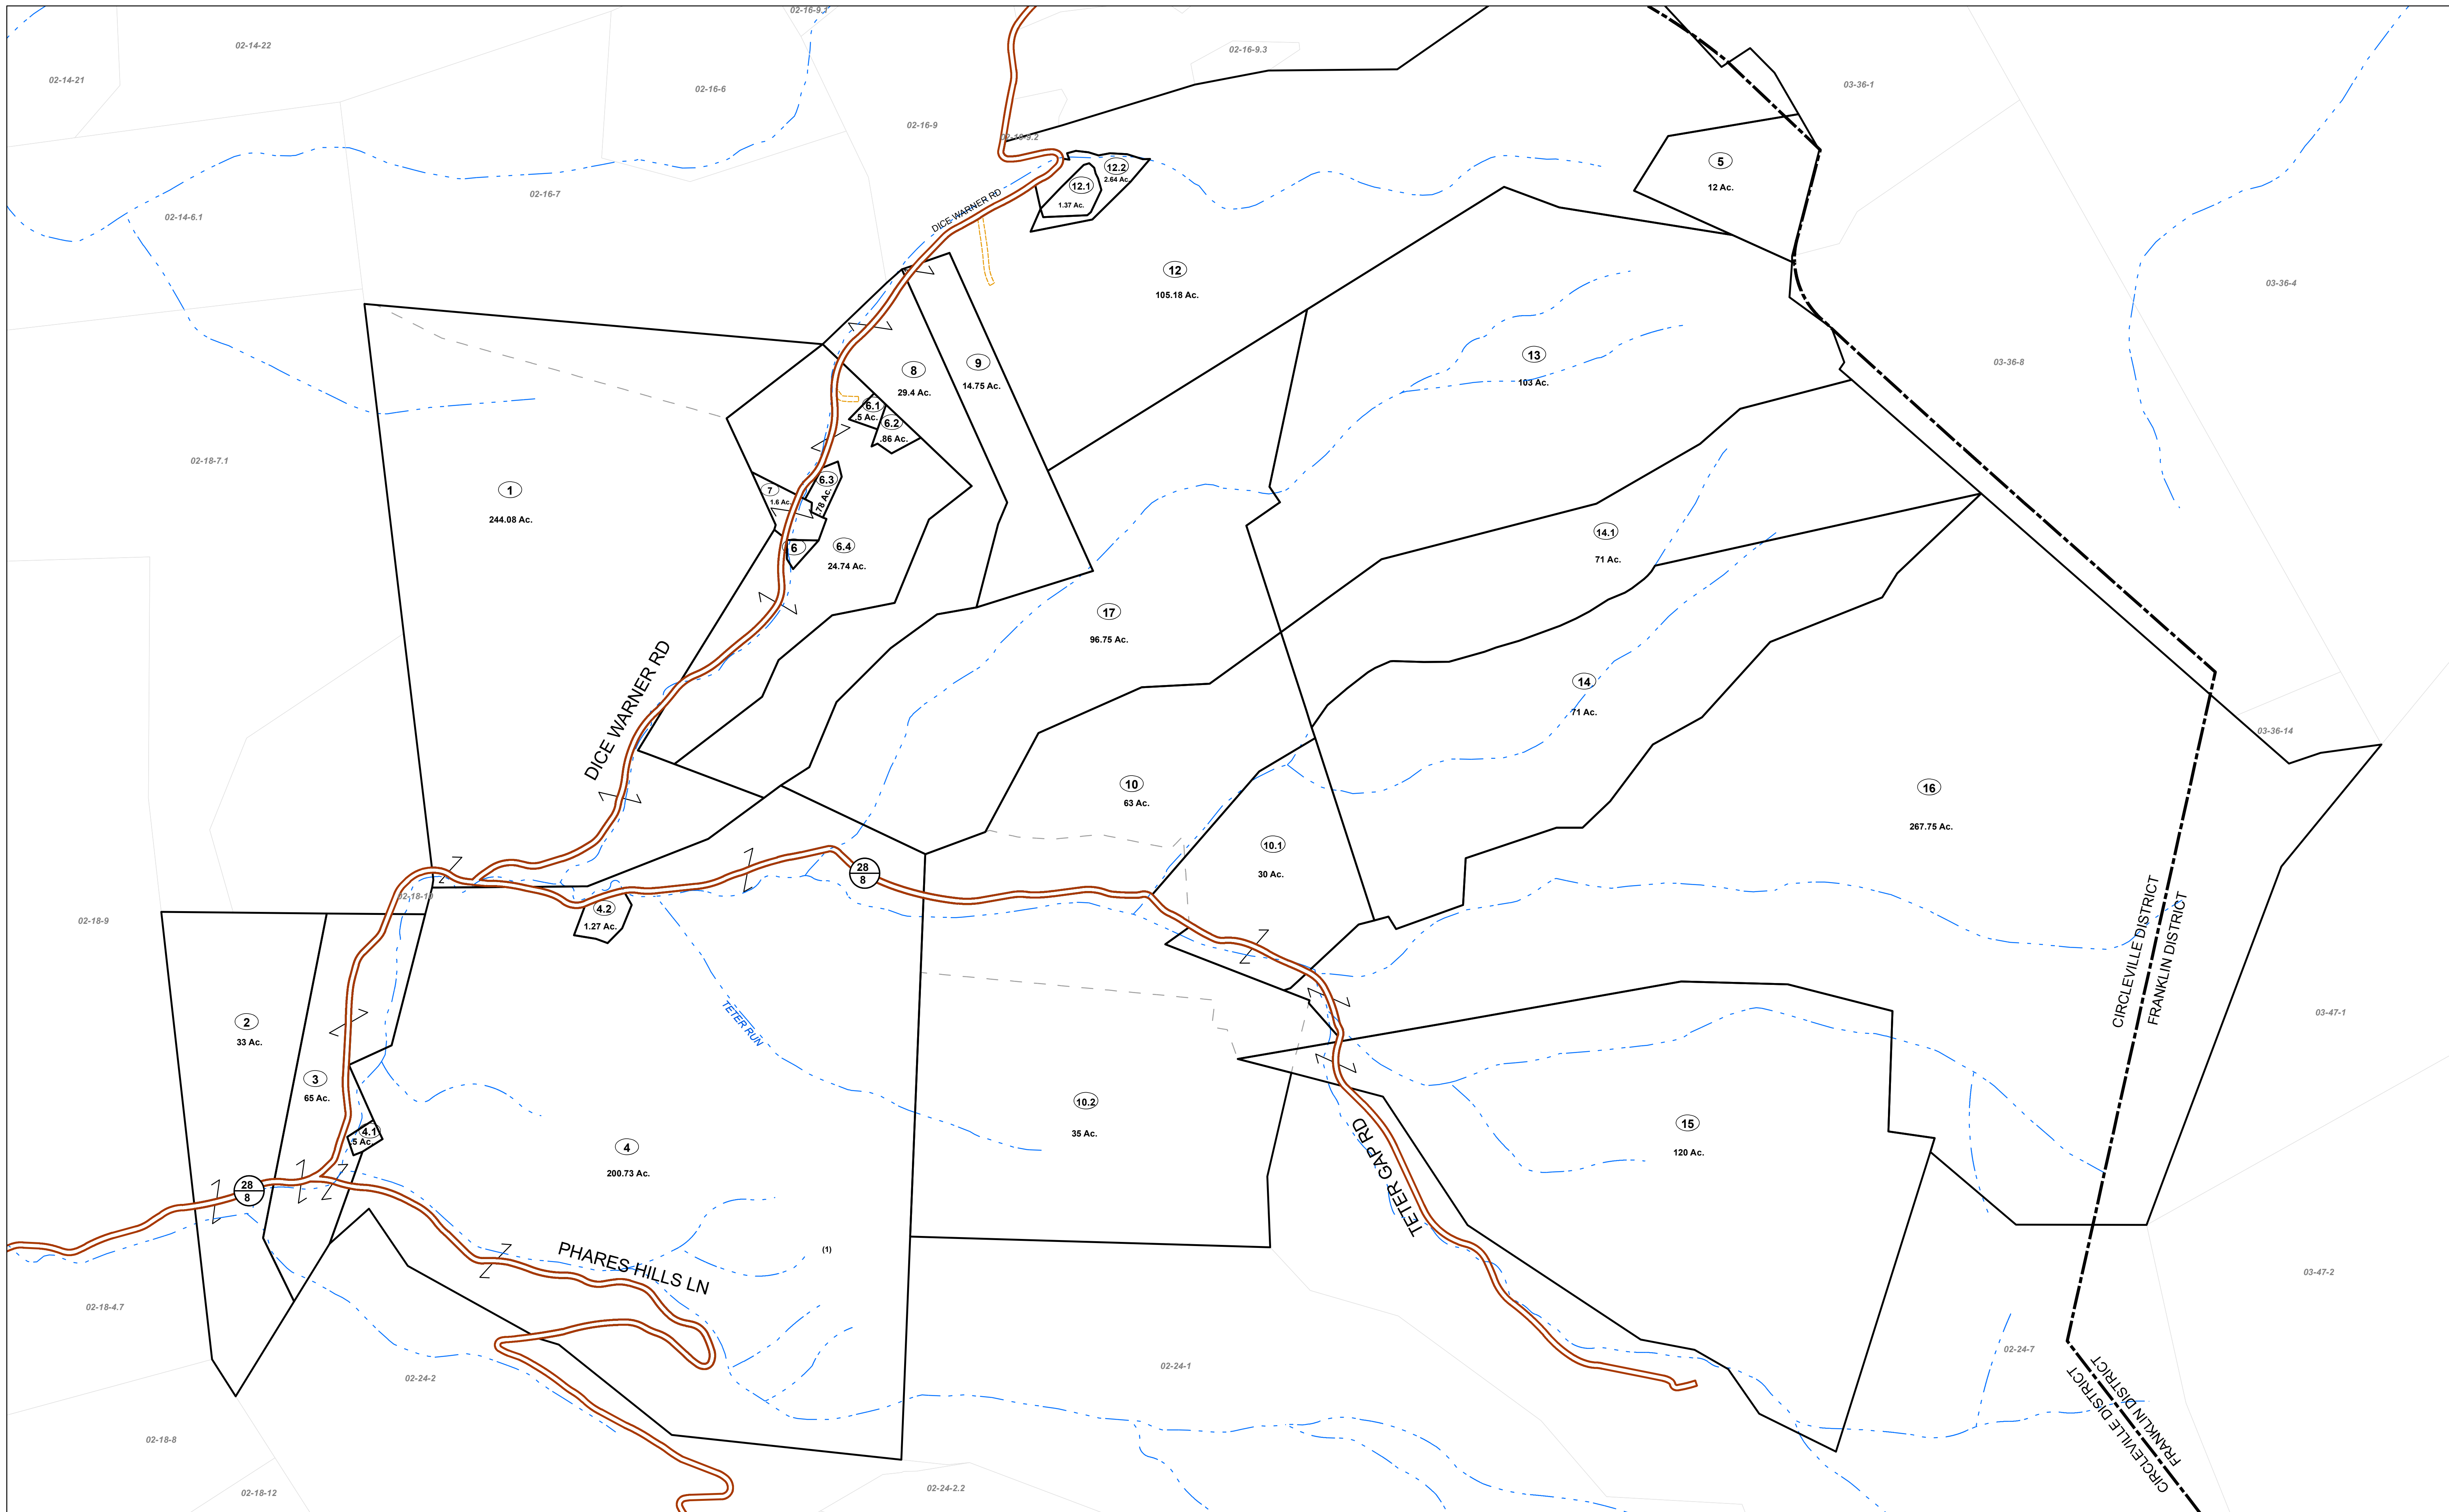 02-16-9.1
02-14-22
02-16-9.3
02-14-21
02-16-6
03-36-1
02-16-9
02-16-9.2
5
12 Ac.
12.2
2.64 Ac.
12.1
1.37 Ac.
02-16-7
DICE WARNER RD
02-14-6.1
12
105.18 Ac.
03-36-4
13
103 Ac.
03-36-8
9
14.75 Ac.
8
29.4 Ac.
6.1
.5 Ac.
6.2
.86 Ac.
02-18-7.1
1
244.08 Ac.
7
1.6 Ac.
6.3
.78 Ac.
6
6.4
24.74 Ac.
14.1
71 Ac.
17
96.75 Ac.
DICE WARNER RD
14
71 Ac.
03-36-14
10
63 Ac.
16
267.75 Ac.
10.1
30 Ac.
28
8
02-18-10
02-18-9
4.2
1.27 Ac.
CIRCLEVILLE DISTRICT
FRANKLIN DISTRICT
2
33 Ac.
TETER RUN
03-47-1
3
65 Ac.
10.2
35 Ac.
15
120 Ac.
4.1
.5 Ac.
4
200.73 Ac.
TETER GAP RD
28
8
PHARES HILLS LN
(1)
03-47-2
02-18-4.7
02-24-7
02-24-1
02-24-2
CIRCLEVILLE DISTRICT
FRANKLIN DISTRICT
02-18-8
02-24-2.2
02-18-12